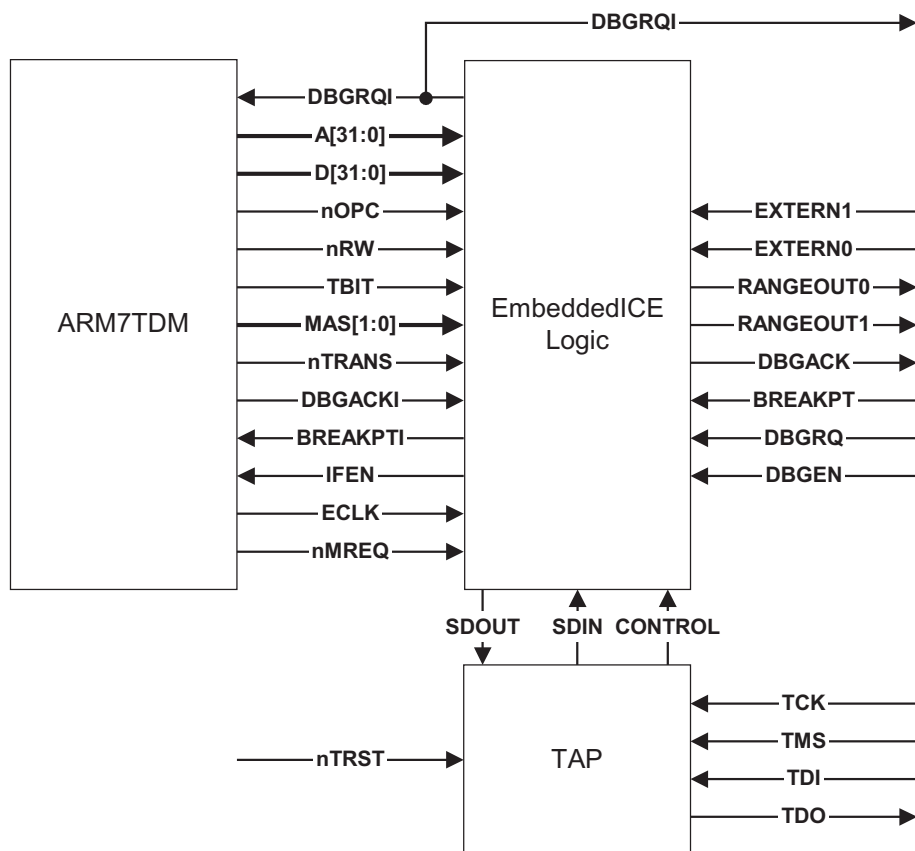 DBGRQI
DBGRQI
A[31:0]
D[31:0]
nOPC
EXTERN1
nRW
EXTERN0
TBIT
RANGEOUT0
ARM7TDM
EmbeddedICE
Logic
MAS[1:0]
RANGEOUT1
nTRANS
DBGACK
DBGACKI
BREAKPT
BREAKPTI
DBGRQ
IFEN
DBGEN
ECLK
nMREQ
SDOUT
SDIN
CONTROL
TCK
TMS
nTRST
TAP
TDI
TDO